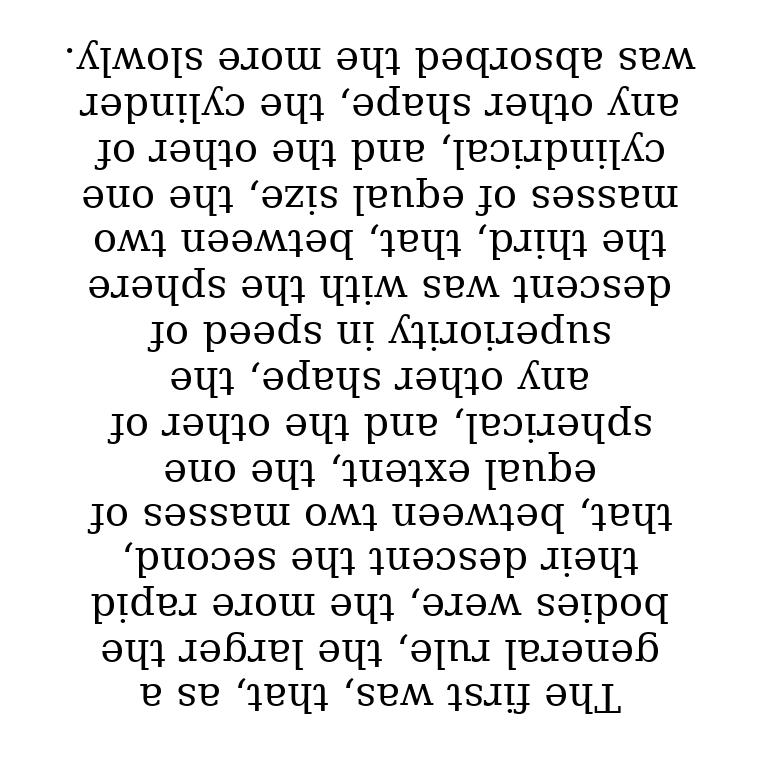 The first was, that, as a
general rule, the larger the
bodies were, the more rapid
their descent the second,
that, between two masses of
equal extent, the one
spherical, and the other of
any other shape, the
superiority in speed of
descent was with the sphere
the third, that, between two
masses of equal size, the one
cylindrical, and the other of
any other shape, the cylinder
was absorbed the more slowly.